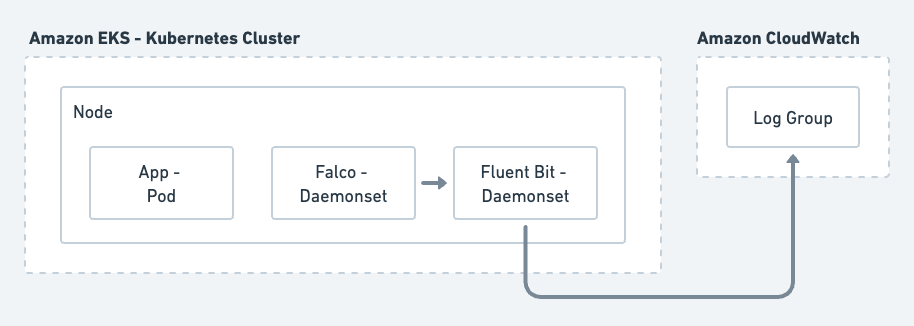 Amazon EKS - Kubernetes Cluster
Amazon CloudWatch
Node
Log Group
App -
Pod
Falco -
Daemonset
Fluent Bit -
Daemonset